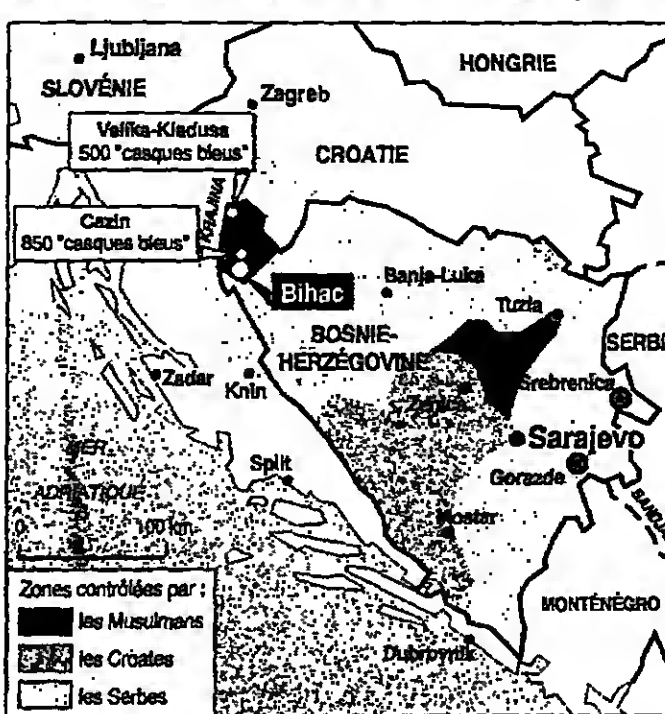 Ljubljana
SLOVÉNIE
HONGRIE
Zagreb
Velika-Kladusa
500 "casques bleus"
CROATIE
KRAJINA
Cazin
850 "casques bleus"
Bihac
Banja-Luka
Tuzla
BOSNIE-
HERZÉGOVINE
SERBI
Srebrenica
Zadar
Knin
Zenica
Sarajevo
MER
ADRIATIQUE
Split
Gorazde
0 100 km
Mostar
Zones contrôlées par :
les Musulmans
MONTÉNÉGRO
les Croates
Dubrovnik
les Serbes